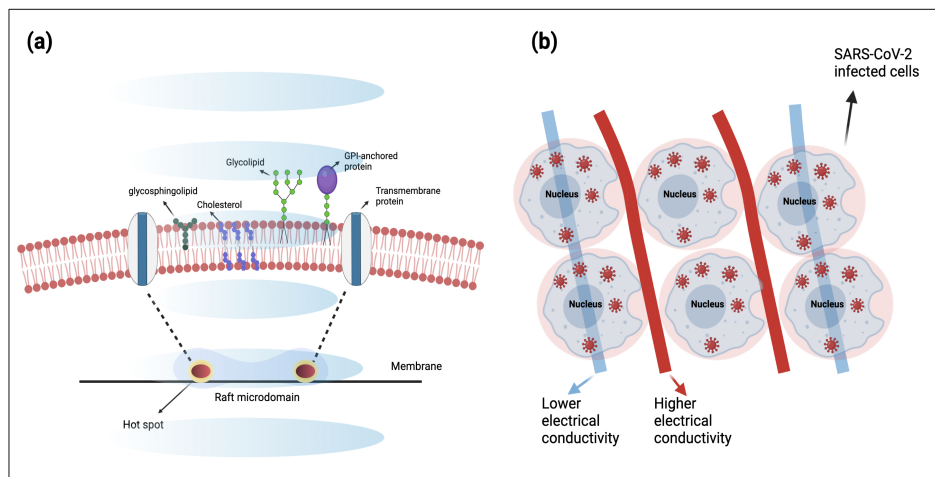 (a)
(b)
SARS-CoV-2
infected cells
Glycolipid
GPI-anchored
protein
glycosphingolipid
Cholesterol
Transmembrane
protein
Nucleus
Nucleus
Nucleus
Nucleus
Nucleus
Nucleus
Membrane
Raft microdomain
Hot spot
Lower
electrical
conductivity
Higher
electrical
conductivity